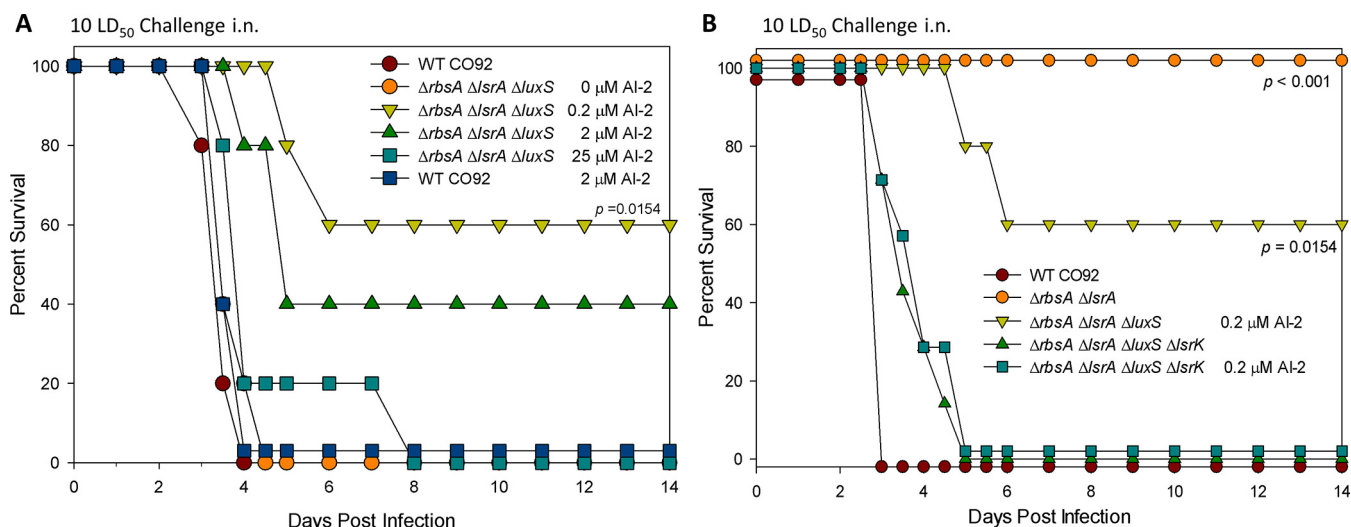 A 10 LD50 Challenge i.n.
100
80
60
40
20
0
Percent Survival
0 2 4 6 8 10 12 14
Days Post Infection
WT CO92
ΔrbsA ΔlsrA ΔluxS 0 μM AI-2
ΔrbsA ΔlsrA ΔluxS 0.2 μM AI-2
ΔrbsA ΔlsrA ΔluxS 2 μM AI-2
ΔrbsA ΔlsrA ΔluxS 25 μM AI-2
WT CO92 2 μM AI-2
p =0.0154
B 10 LD50 Challenge i.n.
100
80
60
40
20
0
Percent Survival
0 2 4 6 8 10 12 14
Days Post Infection
p < 0.001
p = 0.0154
WT CO92
ΔrbsA ΔlsrA
ΔrbsA ΔlsrA ΔluxS 0.2 μM AI-2
ΔrbsA ΔlsrA ΔluxS ΔlsrK
ΔrbsA ΔlsrA ΔluxS ΔlsrK 0.2 μM AI-2